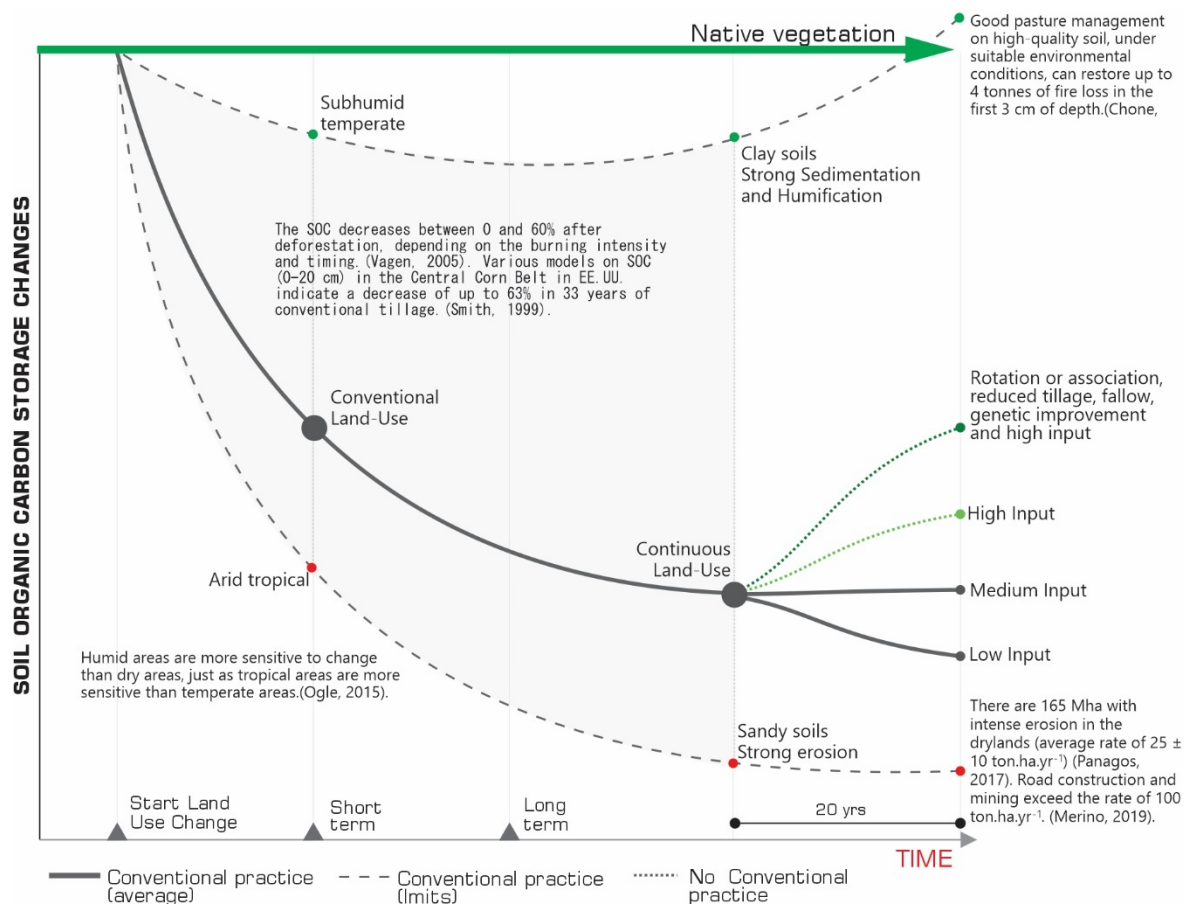 Native vegetation
Good pasture management
on high-quality soil, under
suitable environmental
conditions, can restore up to
4 tonnes of fire loss in the
first 3 cm of depth.(Chone,
Subhumid
temperate
Clay soils
Strong Sedimentation
and Humification
The SOC decreases between 0 and 60% after
deforestation, depending on the burning intensity
and timing. (Vagen, 2005). Various models on SOC
(0-20 cm) in the Central Corn Belt in EE.UU.
indicate a decrease of up to 63% in 33 years of
conventional tillage. (Smith, 1999).
SOIL ORGANIC CARBON STORAGE CHANGES
Conventional
Land-Use
Rotation or association,
reduced tillage, fallow,
genetic improvement
and high input
High Input
Continuous
Land-Use
Arid tropical
Medium Input
Low Input
Humid areas are more sensitive to change
than dry areas, just as tropical areas are more
sensitive than temperate areas.(Ogle, 2015).
Sandy soils
Strong erosion
There are 165 Mha with
intense erosion in the
drylands (average rate of 25 ±
10 ton.ha.yr⁻¹) (Panagos,
2017). Road construction and
mining exceed the rate of 100
ton.ha.yr⁻¹. (Merino, 2019).
Start Land
Use Change
Short
term
Long
term
20 yrs
TIME
Conventional practice
(average)
Conventional practice
(lmits)
No Conventional
practice